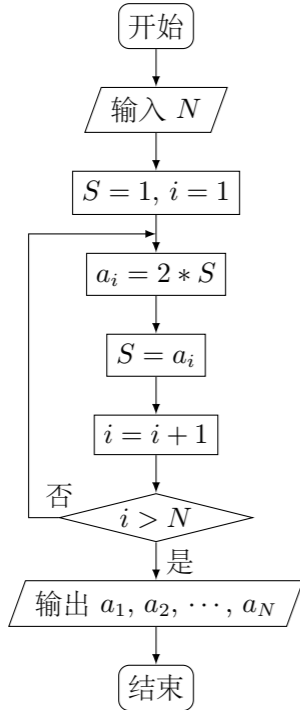 开始
输入 N
S = 1, i = 1
a_i = 2 * S
S = a_i
i = i + 1
否
i > N
是
输出 a_1, a_2, ···, a_N
结束